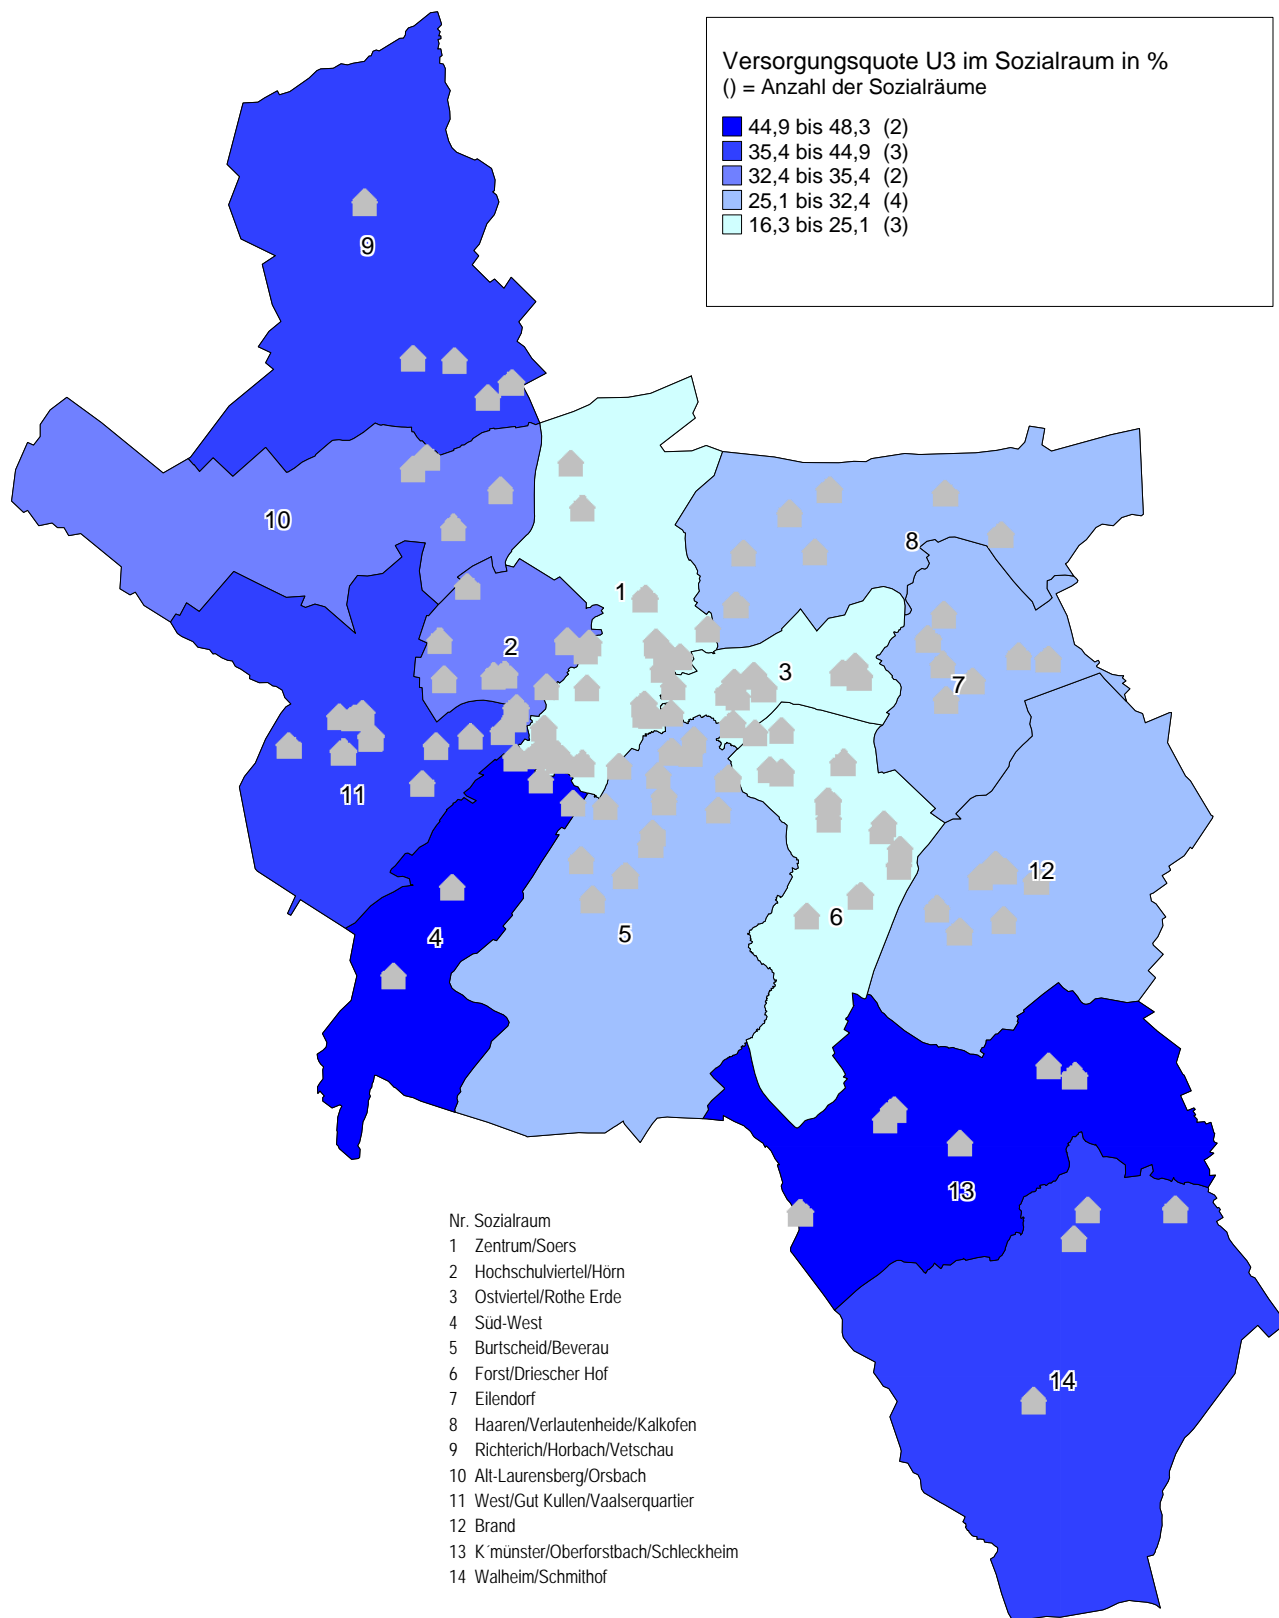 Versorgungsquote U3 im Sozialraum in %
() = Anzahl der Sozialräume
44,9 bis 48,3 (2)
35,4 bis 44,9 (3)
32,4 bis 35,4 (2)
25,1 bis 32,4 (4)
16,3 bis 25,1 (3)
9
10
8
1
2
3
7
11
12
6
5
4
13
14
Nr. Sozialraum
1 Zentrum/Soers
2 Hochschulviertel/Hörn
3 Ostviertel/Rothe Erde
4 Süd-West
5 Burtscheid/Beverau
6 Forst/Driescher Hof
7 Eilendorf
8 Haaren/Verlautenheide/Kalkofen
9 Richterich/Horbach/Vetschau
10 Alt-Laurensberg/Orsbach
11 West/Gut Kullen/Vaalserquartier
12 Brand
13 K´münster/Oberforstbach/Schleckheim
14 Walheim/Schmithof